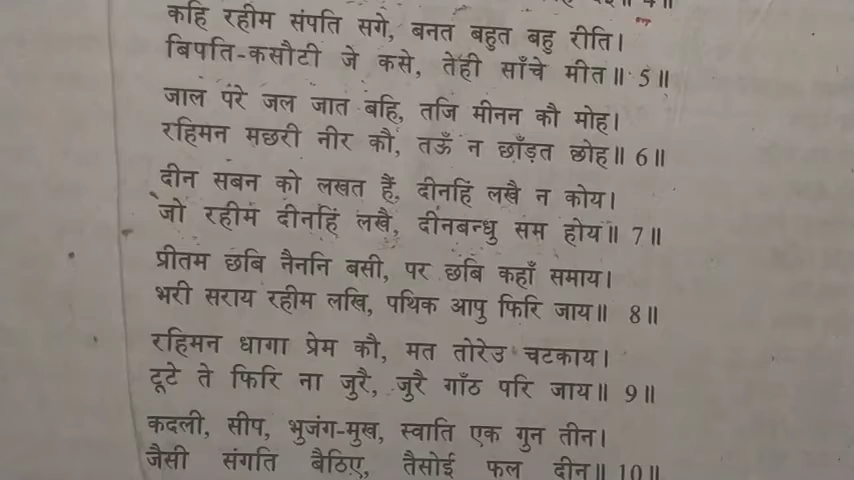 कहि रहीम संपति सगे, बनत बहुत बहु रीति।
बिपति-कसौटी जे कसे, तेही साँचे मीत॥ 5॥
जाल परे जल जात बहि, तजि मीनन कौ मोह।
रहिमन मछरी नीर कौ, तऊँ न छाँड़त छोह॥ 6॥
दीन सबन को लखत हैं, दीनहिं लखै न कोय।
जो रहीम दीनहिं लखै, दीनबन्धु सम होय॥ 7॥
प्रीतम छबि नैननि बसी, पर छबि कहाँ समाय।
भरी सराय रहीम लखि, पथिक आपु फिरि जाय॥ 8॥
रहिमन धागा प्रेम कौ, मत तोरेउ चटकाय।
टूटे ते फिरि ना जुरै, जुरै गाँठ परि जाय॥ 9॥
कदली, सीप, भुजंग-मुख, स्वाति एक गुन तीन।
जैसी संगति बैठिए, तैसोई फल दीन॥ 10॥